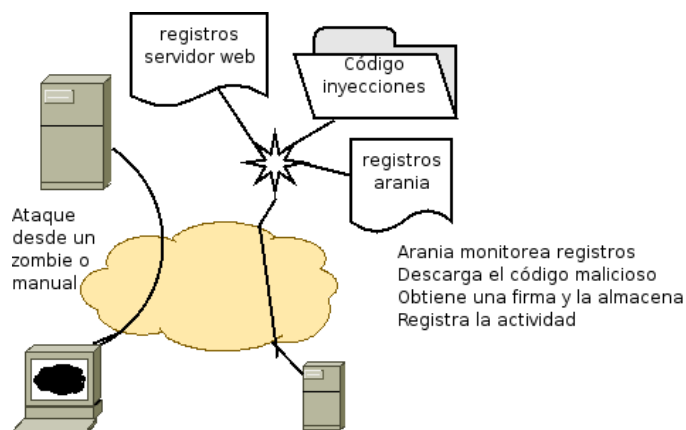 registros
servidor web
Código
inyecciones
registros
arania
Ataque
desde un
zombie o
manual
Arania monitorea registros
Descarga el código malicioso
Obtiene una firma y la almacena
Registra la actividad